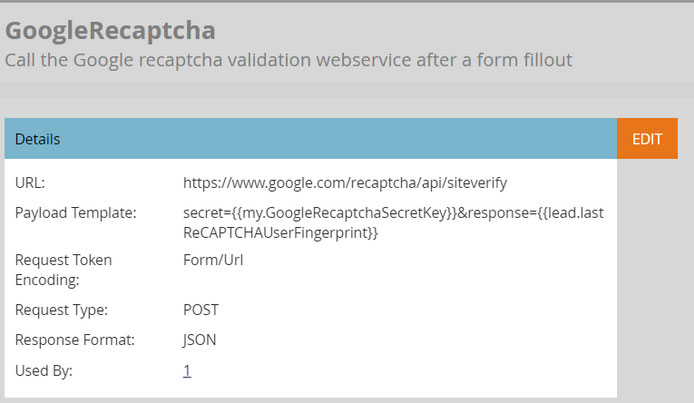 GoogleRecaptcha
Call the Google recaptcha validation webservice after a form fillout
Details
EDIT
URL: https://www.google.com/recaptcha/api/siteverify
Payload Template: secret={{my.GoogleRecaptchaSecretKey}}&response={{lead.last
ReCAPTCHAUserFingerprint}}
Request Token Form/Url
Encoding:
Request Type: POST
Response Format: JSON
Used By: 1